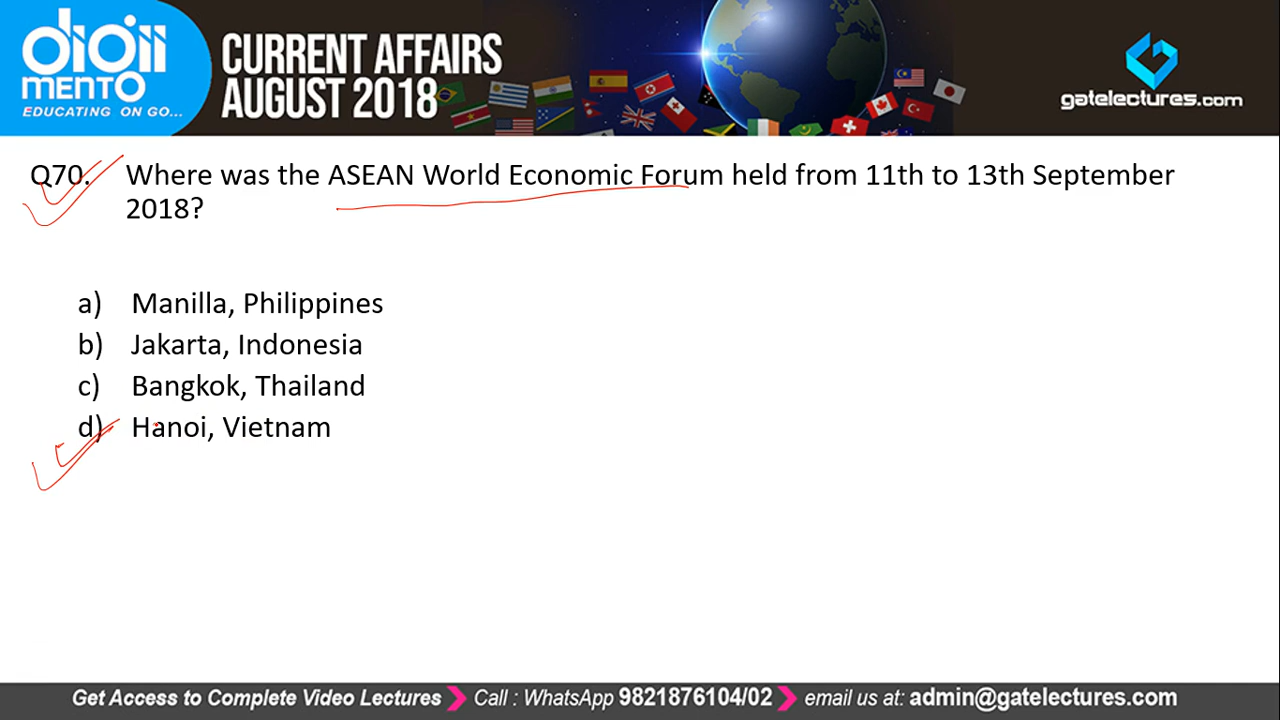 digii
MENTO
EDUCATING ON GO...
CURRENT AFFAIRS
AUGUST 2018
gatelectures.com
Q70. Where was the ASEAN World Economic Forum held from 11th to 13th September
2018?
a) Manilla, Philippines
b) Jakarta, Indonesia
c) Bangkok, Thailand
d) Hanoi, Vietnam
Get Access to Complete Video Lectures Call : WhatsApp 9821876104/02 email us at: admin@gatelectures.com